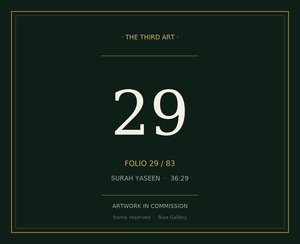 · THE THIRD ART ·
29
FOLIO 29 / 83
SURAH YASEEN · 36:29
ARTWORK IN COMMISSION
frame reserved · Biya Gallery